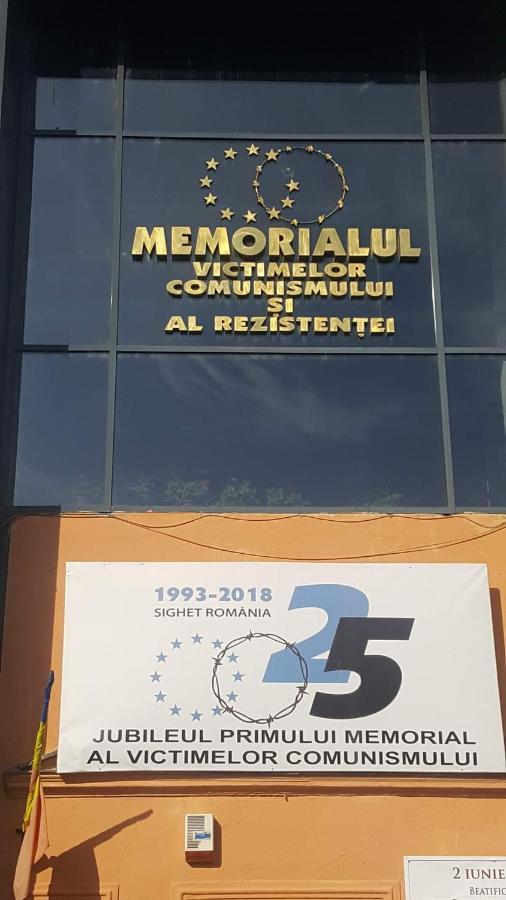 MEMORIALUL
VICTIMELOR
COMUNISMULUI
ȘI
AL REZISTENȚEI
1993-2018
SIGHET ROMÂNIA
25
JUBILEUL PRIMULUI MEMORIAL
AL VICTIMELOR COMUNISMULUI
2 IUNIE
BEATIFIC